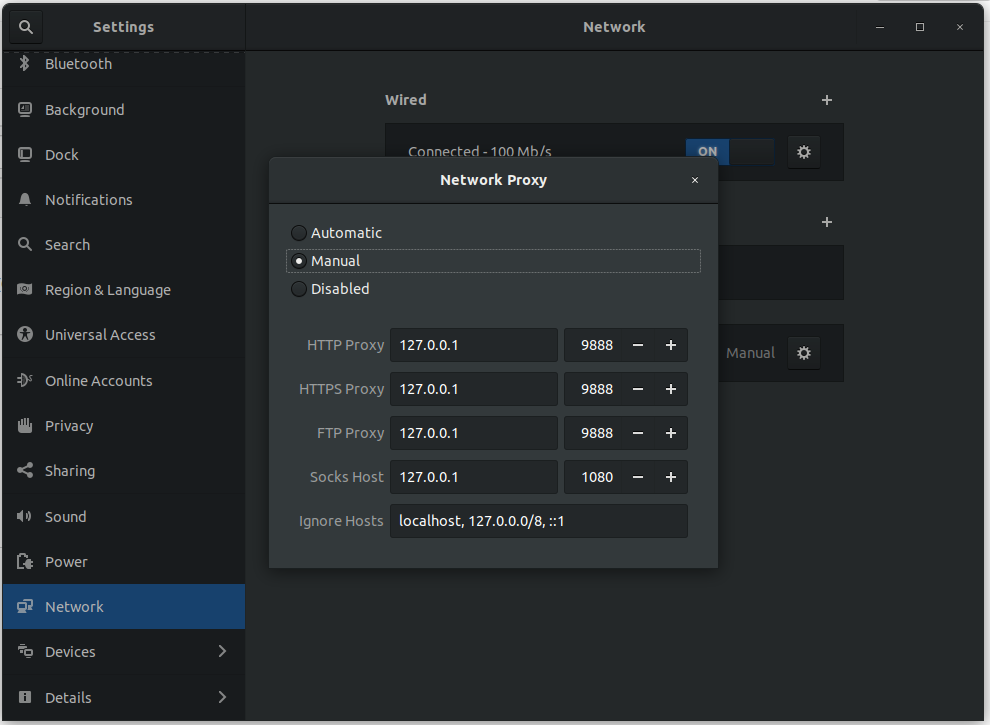 Settings
Network
Bluetooth
Background
Dock
Notifications
Search
Region & Language
Universal Access
Online Accounts
Privacy
Sharing
Sound
Power
Network
Devices
Details
Wired
Connected - 100 Mb/s ON
Manual
Network Proxy
Automatic
Manual
Disabled
HTTP Proxy 127.0.0.1 9888
HTTPS Proxy 127.0.0.1 9888
FTP Proxy 127.0.0.1 9888
Socks Host 127.0.0.1 1080
Ignore Hosts localhost, 127.0.0.0/8, ::1